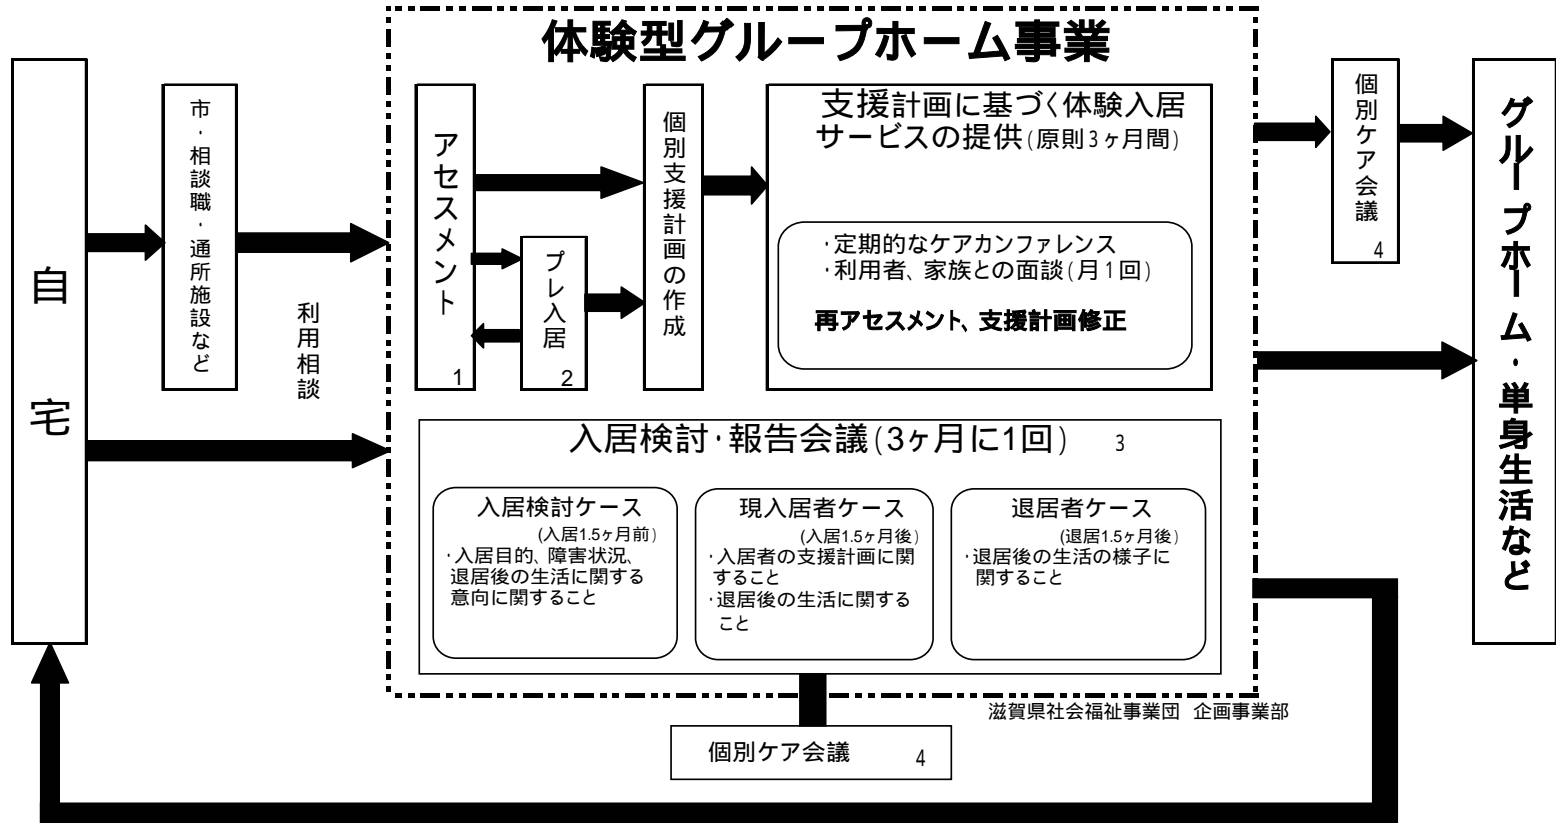 体験型グループホーム事業
自宅
市・相談職・通所施設など
利用相談
アセスメント
1
プレ入居
2
個別支援計画の作成
支援計画に基づく体験入居
サービスの提供(原則3ヶ月間)
・定期的なケアカンファレンス
・利用者、家族との面談(月1回)
再アセスメント、支援計画修正
個別ケア会議
4
グループホーム・単身生活など
入居検討・報告会議(3ヶ月に1回) 3
入居検討ケース
(入居1.5ヶ月前)
・入居目的、障害状況、
退居後の生活に関する
意向に関すること
現入居者ケース
(入居1.5ヶ月後)
・入居者の支援計画に関
すること
・退居後の生活に関する
こと
退居者ケース
(退居1.5ヶ月後)
・退居後の生活の様子に
関すること
滋賀県社会福祉事業団 企画事業部
個別ケア会議 4